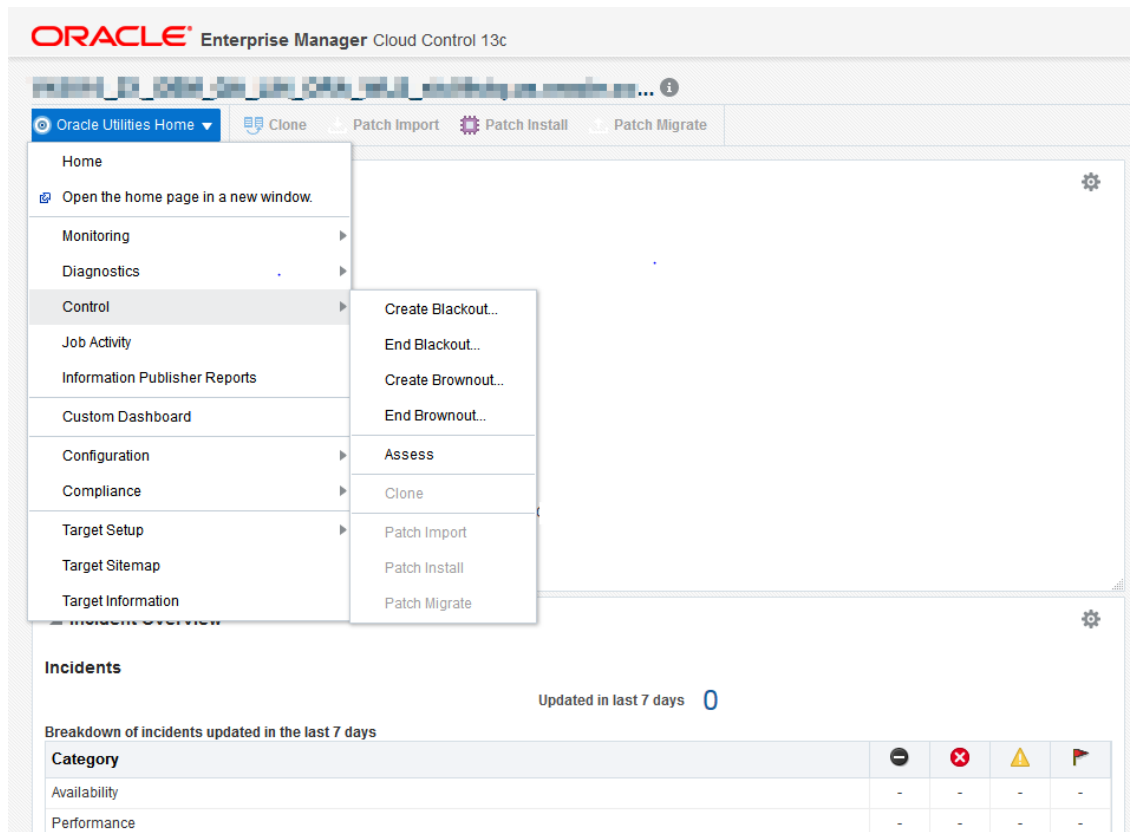 ORACLE Enterprise Manager Cloud Control 13c
...
Oracle Utilities Home Clone Patch Import Patch Install Patch Migrate
Home
Open the home page in a new window.
Monitoring
Diagnostics
Control
Job Activity
Information Publisher Reports
Custom Dashboard
Configuration
Compliance
Target Setup
Target Sitemap
Target Information
Create Blackout...
End Blackout...
Create Brownout...
End Brownout...
Assess
Clone
Patch Import
Patch Install
Patch Migrate
Incident Overview
Incidents
Updated in last 7 days 0
Breakdown of incidents updated in the last 7 days
Category
Availability - - - -
Performance - - - -